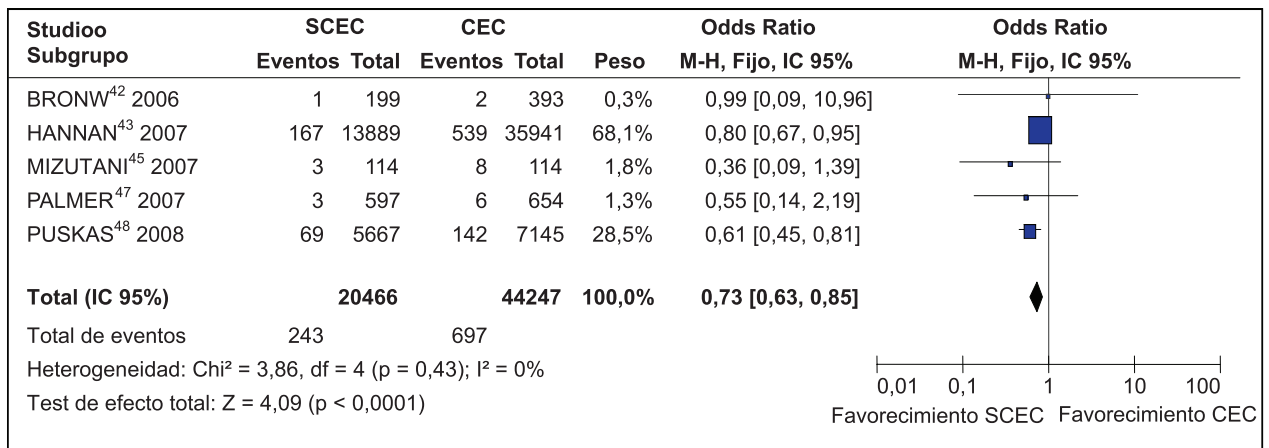 Studioo SCEC CEC Odds Ratio Odds Ratio
Subgrupo Eventos Total Eventos Total Peso M-H, Fijo, IC 95% M-H, Fijo, IC 95%
BRONW42 2006 1 199 2 393 0,3% 0,99 [0,09, 10,96]
HANNAN43 2007 167 13889 539 35941 68,1% 0,80 [0,67, 0,95]
MIZUTANI45 2007 3 114 8 114 1,8% 0,36 [0,09, 1,39]
PALMER47 2007 3 597 6 654 1,3% 0,55 [0,14, 2,19]
PUSKAS48 2008 69 5667 142 7145 28,5% 0,61 [0,45, 0,81]
Total (IC 95%) 20466 44247 100,0% 0,73 [0,63, 0,85]
Total de eventos 243 697
Heterogeneidad: Chi² = 3,86, df = 4 (p = 0,43); I² = 0%
Test de efecto total: Z = 4,09 (p < 0,0001)
0,01 0,1 1 10 100
Favorecimiento SCEC Favorecimiento CEC